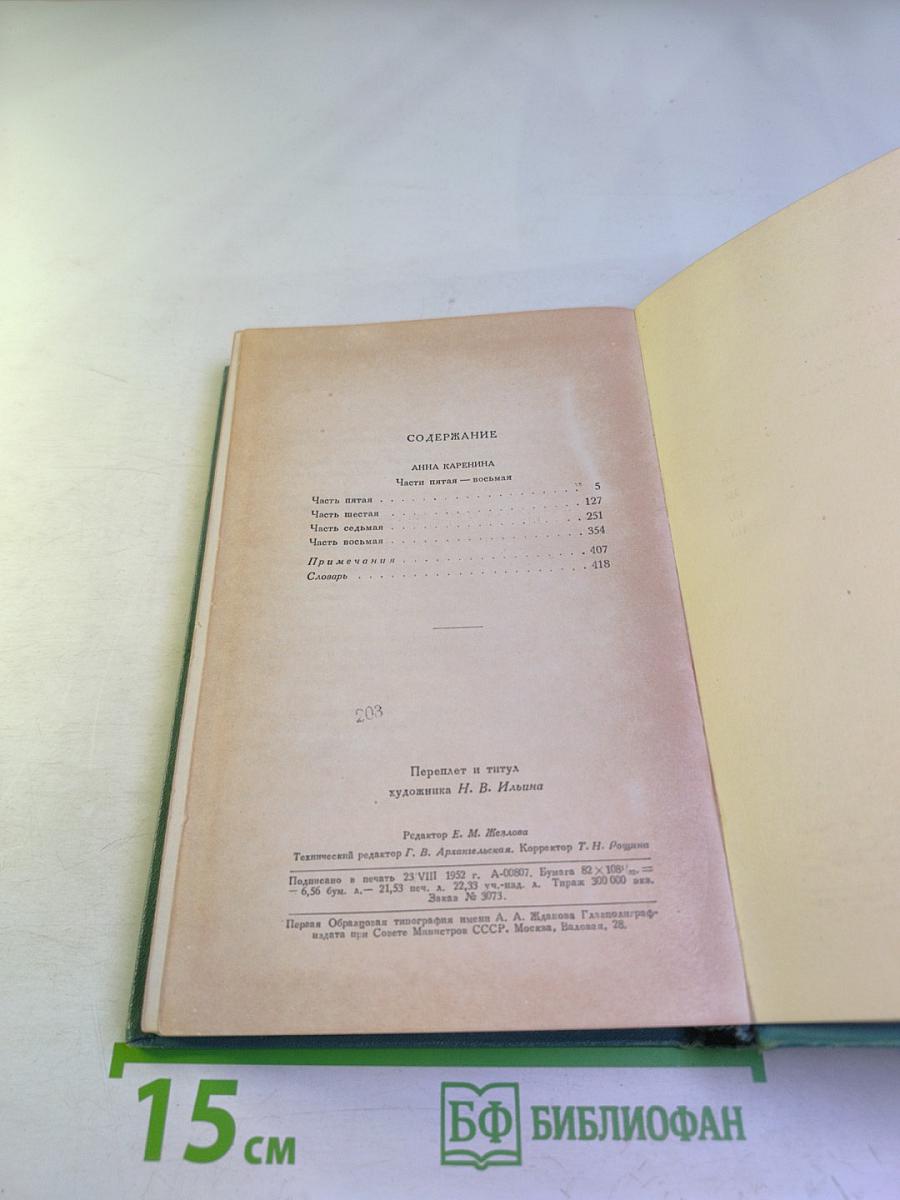 СОДЕРЖАНИЕ
АННА КАРЕНИНА
Части пятая — восьмая
Часть пятая . . . . . . . . . . . . . . . . . . 5
Часть шестая . . . . . . . . . . . . . . . . . . 127
Часть седьмая . . . . . . . . . . . . . . . . . . 251
Часть восьмая . . . . . . . . . . . . . . . . . . 354
Примечания . . . . . . . . . . . . . . . . . . 407
Словарь . . . . . . . . . . . . . . . . . . 418
203
Переплет и титул
художника Н. В. Ильина
Редактор Е. М. Жезлова
Технический редактор Г. В. Архангельская. Корректор Т. Н. Рощина
Подписано в печать 23/VIII 1952 г. А-00807. Бумага 82 × 108¹/₃₂. =
— 6,56 бум. л.— 21,53 печ. л. 22,33 уч.-изд. л. Тираж 300 000 экз.
Заказ № 3073.
Первая Образцовая типография имени А. А. Жданова Главполиграф-
издата при Совете Министров СССР. Москва, Валовая, 28.
15 см
БФ БИБЛИОФАН